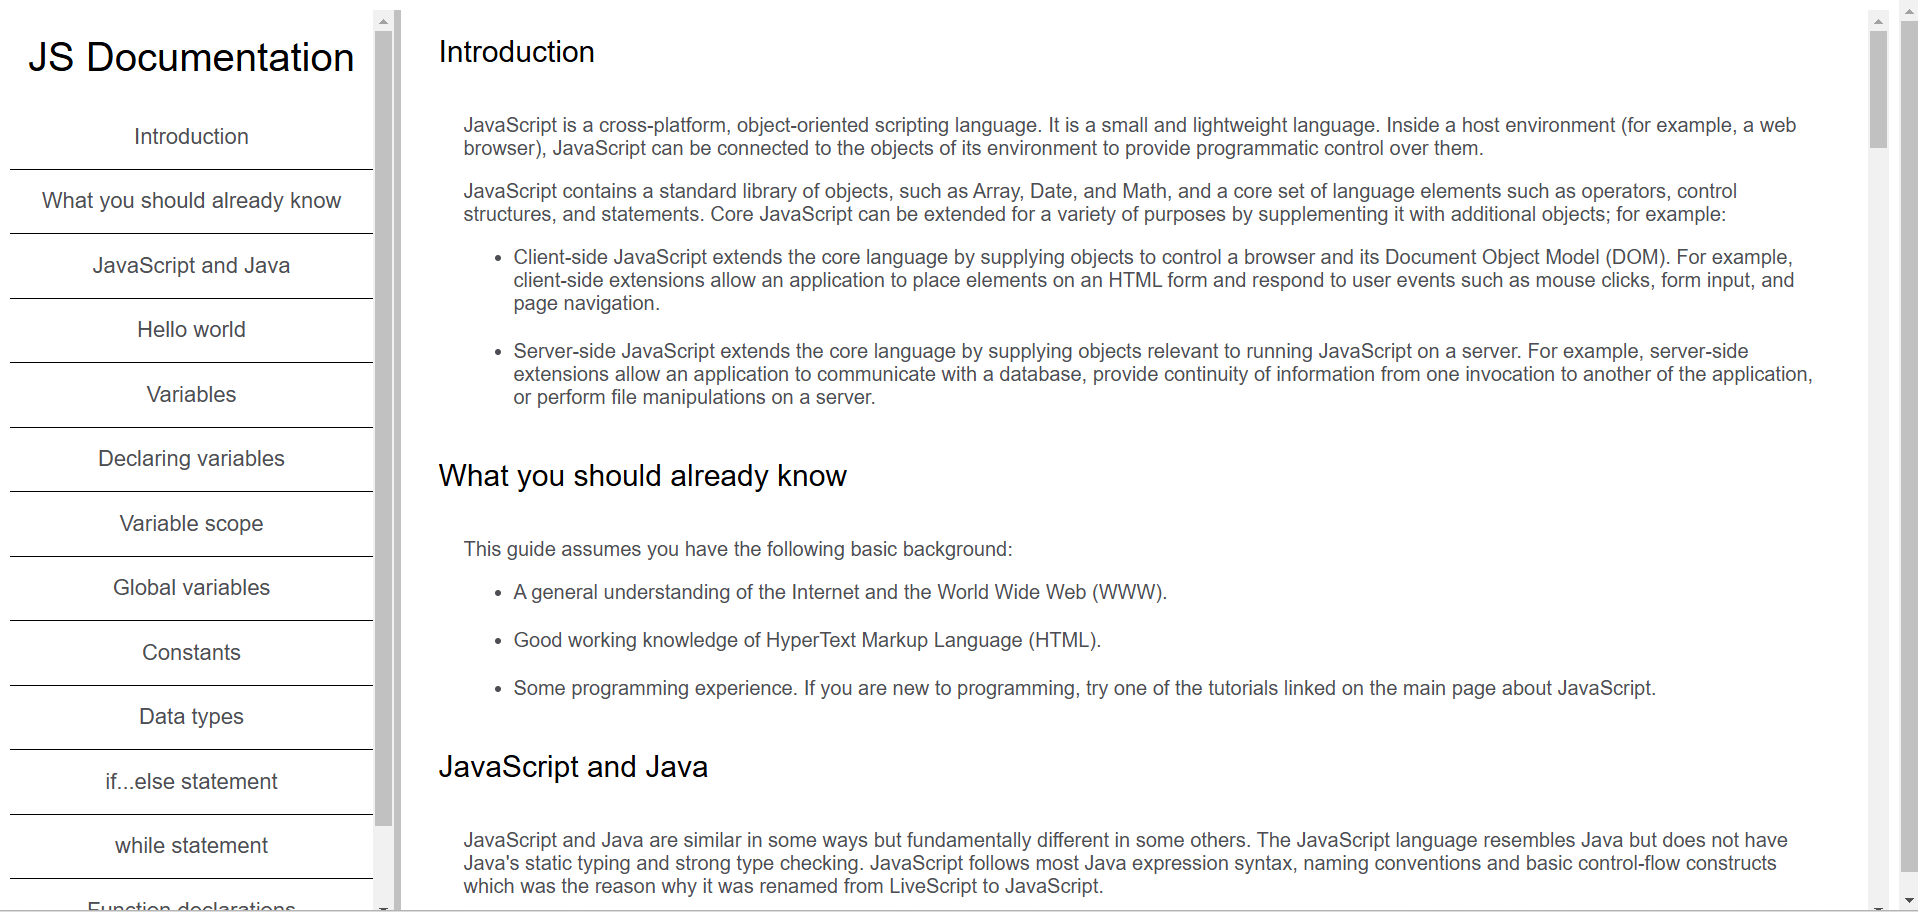 JS Documentation
Introduction
What you should already know
JavaScript and Java
Hello world
Variables
Declaring variables
Variable scope
Global variables
Constants
Data types
if...else statement
while statement
Function declarations
Introduction
JavaScript is a cross-platform, object-oriented scripting language. It is a small and lightweight language. Inside a host environment (for example, a web
browser), JavaScript can be connected to the objects of its environment to provide programmatic control over them.
JavaScript contains a standard library of objects, such as Array, Date, and Math, and a core set of language elements such as operators, control
structures, and statements. Core JavaScript can be extended for a variety of purposes by supplementing it with additional objects; for example:
• Client-side JavaScript extends the core language by supplying objects to control a browser and its Document Object Model (DOM). For example,
client-side extensions allow an application to place elements on an HTML form and respond to user events such as mouse clicks, form input, and
page navigation.
• Server-side JavaScript extends the core language by supplying objects relevant to running JavaScript on a server. For example, server-side
extensions allow an application to communicate with a database, provide continuity of information from one invocation to another of the application,
or perform file manipulations on a server.
What you should already know
This guide assumes you have the following basic background:
• A general understanding of the Internet and the World Wide Web (WWW).
• Good working knowledge of HyperText Markup Language (HTML).
• Some programming experience. If you are new to programming, try one of the tutorials linked on the main page about JavaScript.
JavaScript and Java
JavaScript and Java are similar in some ways but fundamentally different in some others. The JavaScript language resembles Java but does not have
Java's static typing and strong type checking. JavaScript follows most Java expression syntax, naming conventions and basic control-flow constructs
which was the reason why it was renamed from LiveScript to JavaScript.